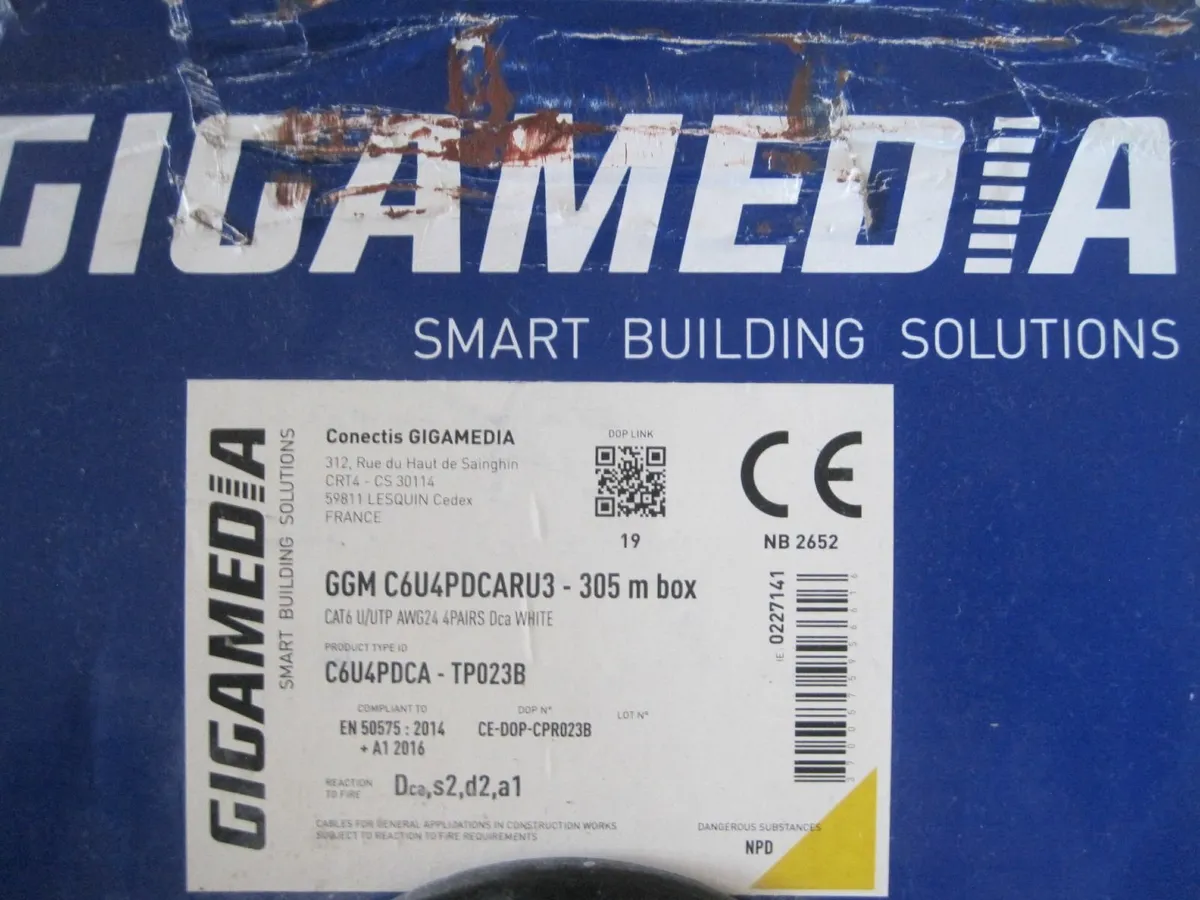 GIGAMEDIA
SMART BUILDING SOLUTIONS
GIGAMEDIA
SMART BUILDING SOLUTIONS
Conectis GIGAMEDIA
312, Rue du Haut de Sainghin
CRT4 - CS 30114
59811 LESQUIN Cedex
FRANCE
DOP LINK
19
CE
NB 2652
GGM C6U4PDCARU3 - 305 m box
CAT6 U/UTP AWG24 4PAIRS Dca WHITE
PRODUCT TYPE ID
C6U4PDCA - TP023B
COMPLIANT TO
EN 50575 : 2014
+ A1 2016
DOP N°
CE-DOP-CPR023B
LOT N°
IE 0227141
REACTION
TO FIRE
Dca,s2,d2,a1
CABLES FOR GENERAL APPLICATIONS IN CONSTRUCTION WORKS
SUBJECT TO REACTION TO FIRE REQUIREMENTS
DANGEROUS SUBSTANCES
NPD